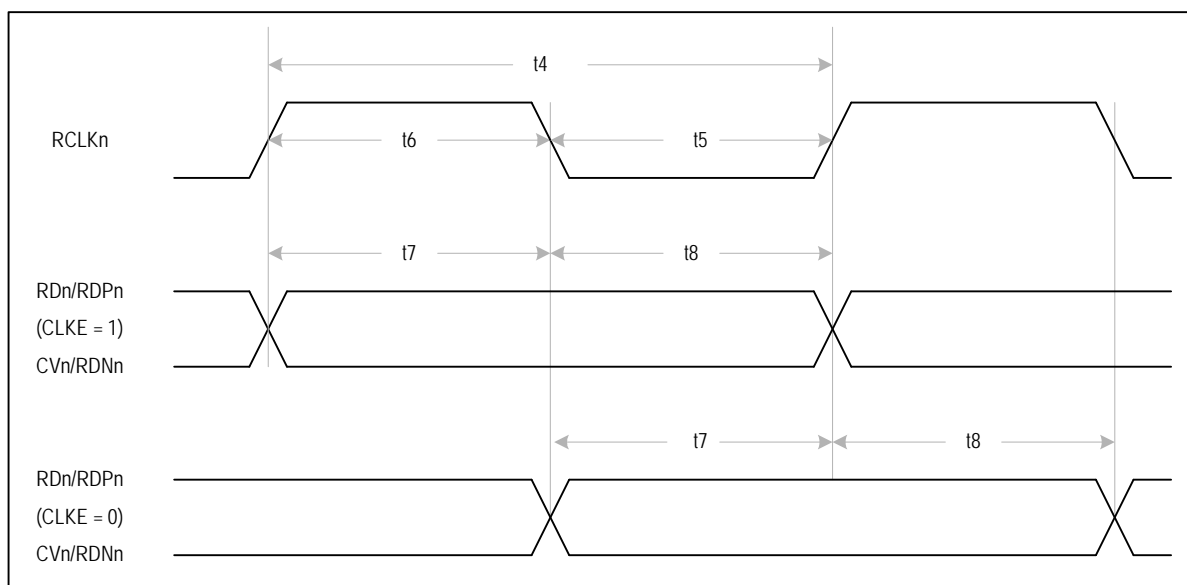 t4
RCLKn
t6
t5
t7
t8
RDn/RDPn
(CLKE = 1)
CVn/RDNn
t7
t8
RDn/RDPn
(CLKE = 0)
CVn/RDNn